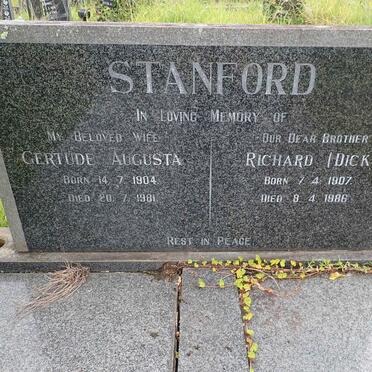 STANFORD
IN LOVING MEMORY OF
MY BELOVED WIFE
GERTUDE AUGUSTA
BORN 14. 7. 1904
DIED 20. 7. 1981
OUR DEAR BROTHER
RICHARD (DICK
BORN 7. 4. 1907
DIED 8. 4. 1986
REST IN PEACE